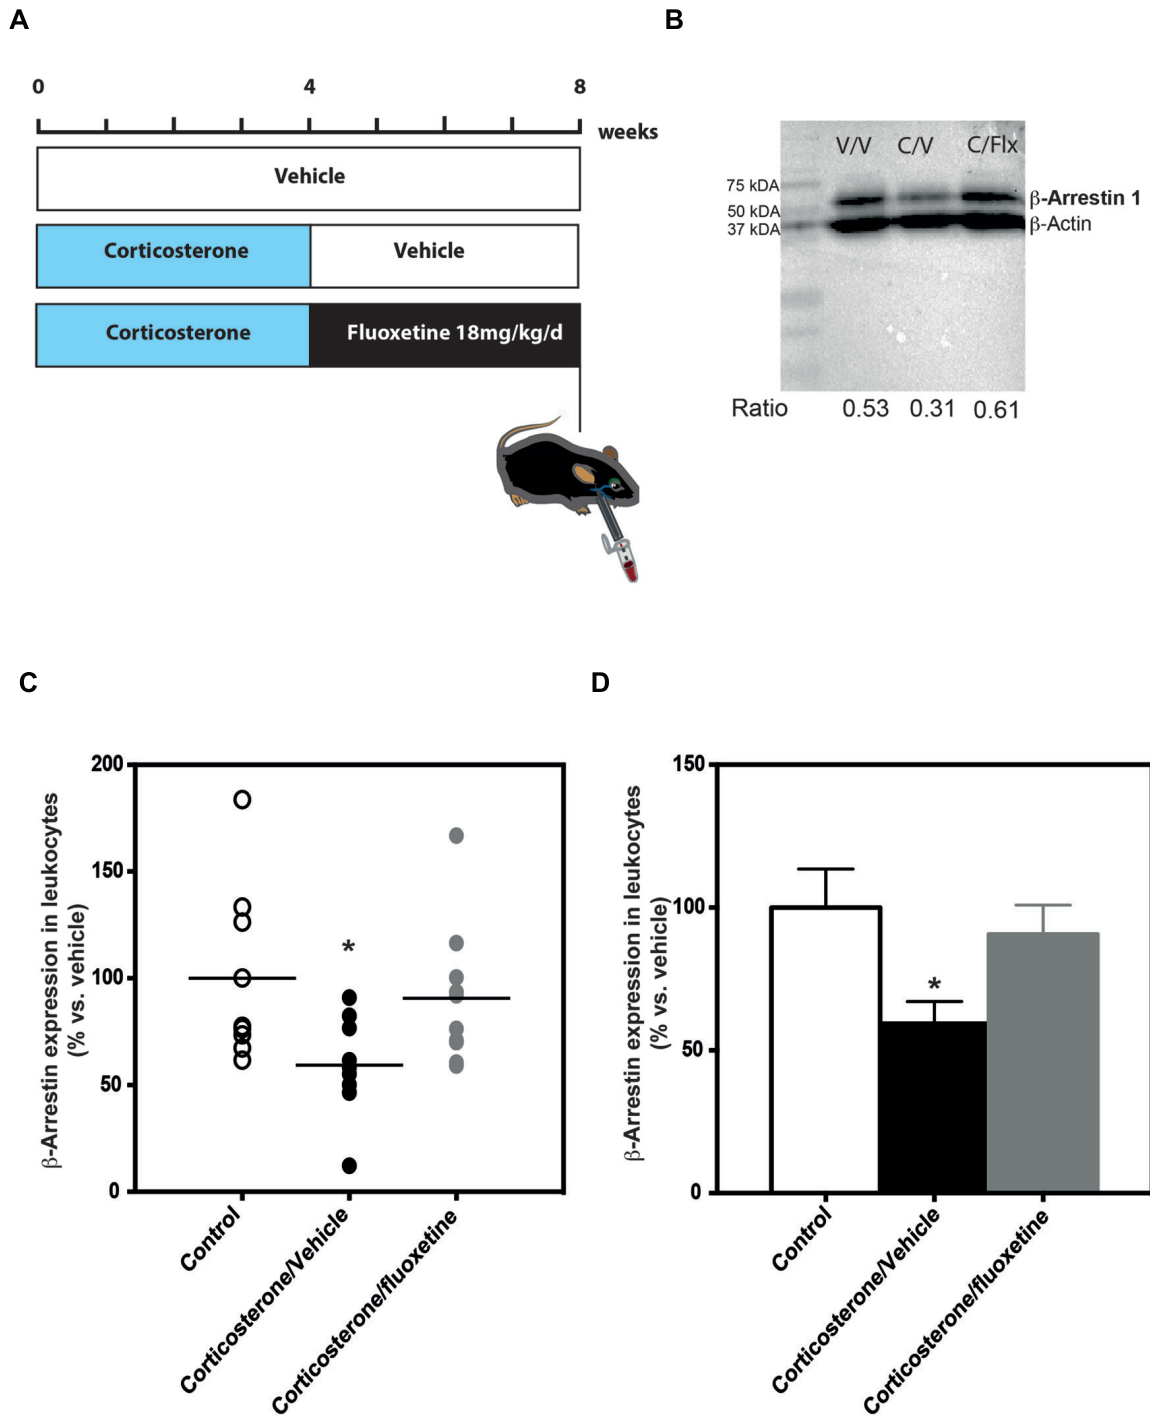 A
0 4 8
weeks
Vehicle
Corticosterone Vehicle
Corticosterone Fluoxetine 18mg/kg/d
B
V/V C/V C/Flx
75 kDA
50 kDA
37 kDA
β-Arrestin 1
β-Actin
Ratio 0.53 0.31 0.61
C
β-Arrestin expression in leukocytes
(% vs. vehicle)
200
150
100
50
0
*
Control
Corticosterone/Vehicle
Corticosterone/fluoxetine
D
β-Arrestin expression in leukocytes
(% vs. vehicle)
150
100
50
0
*
Control
Corticosterone/Vehicle
Corticosterone/fluoxetine